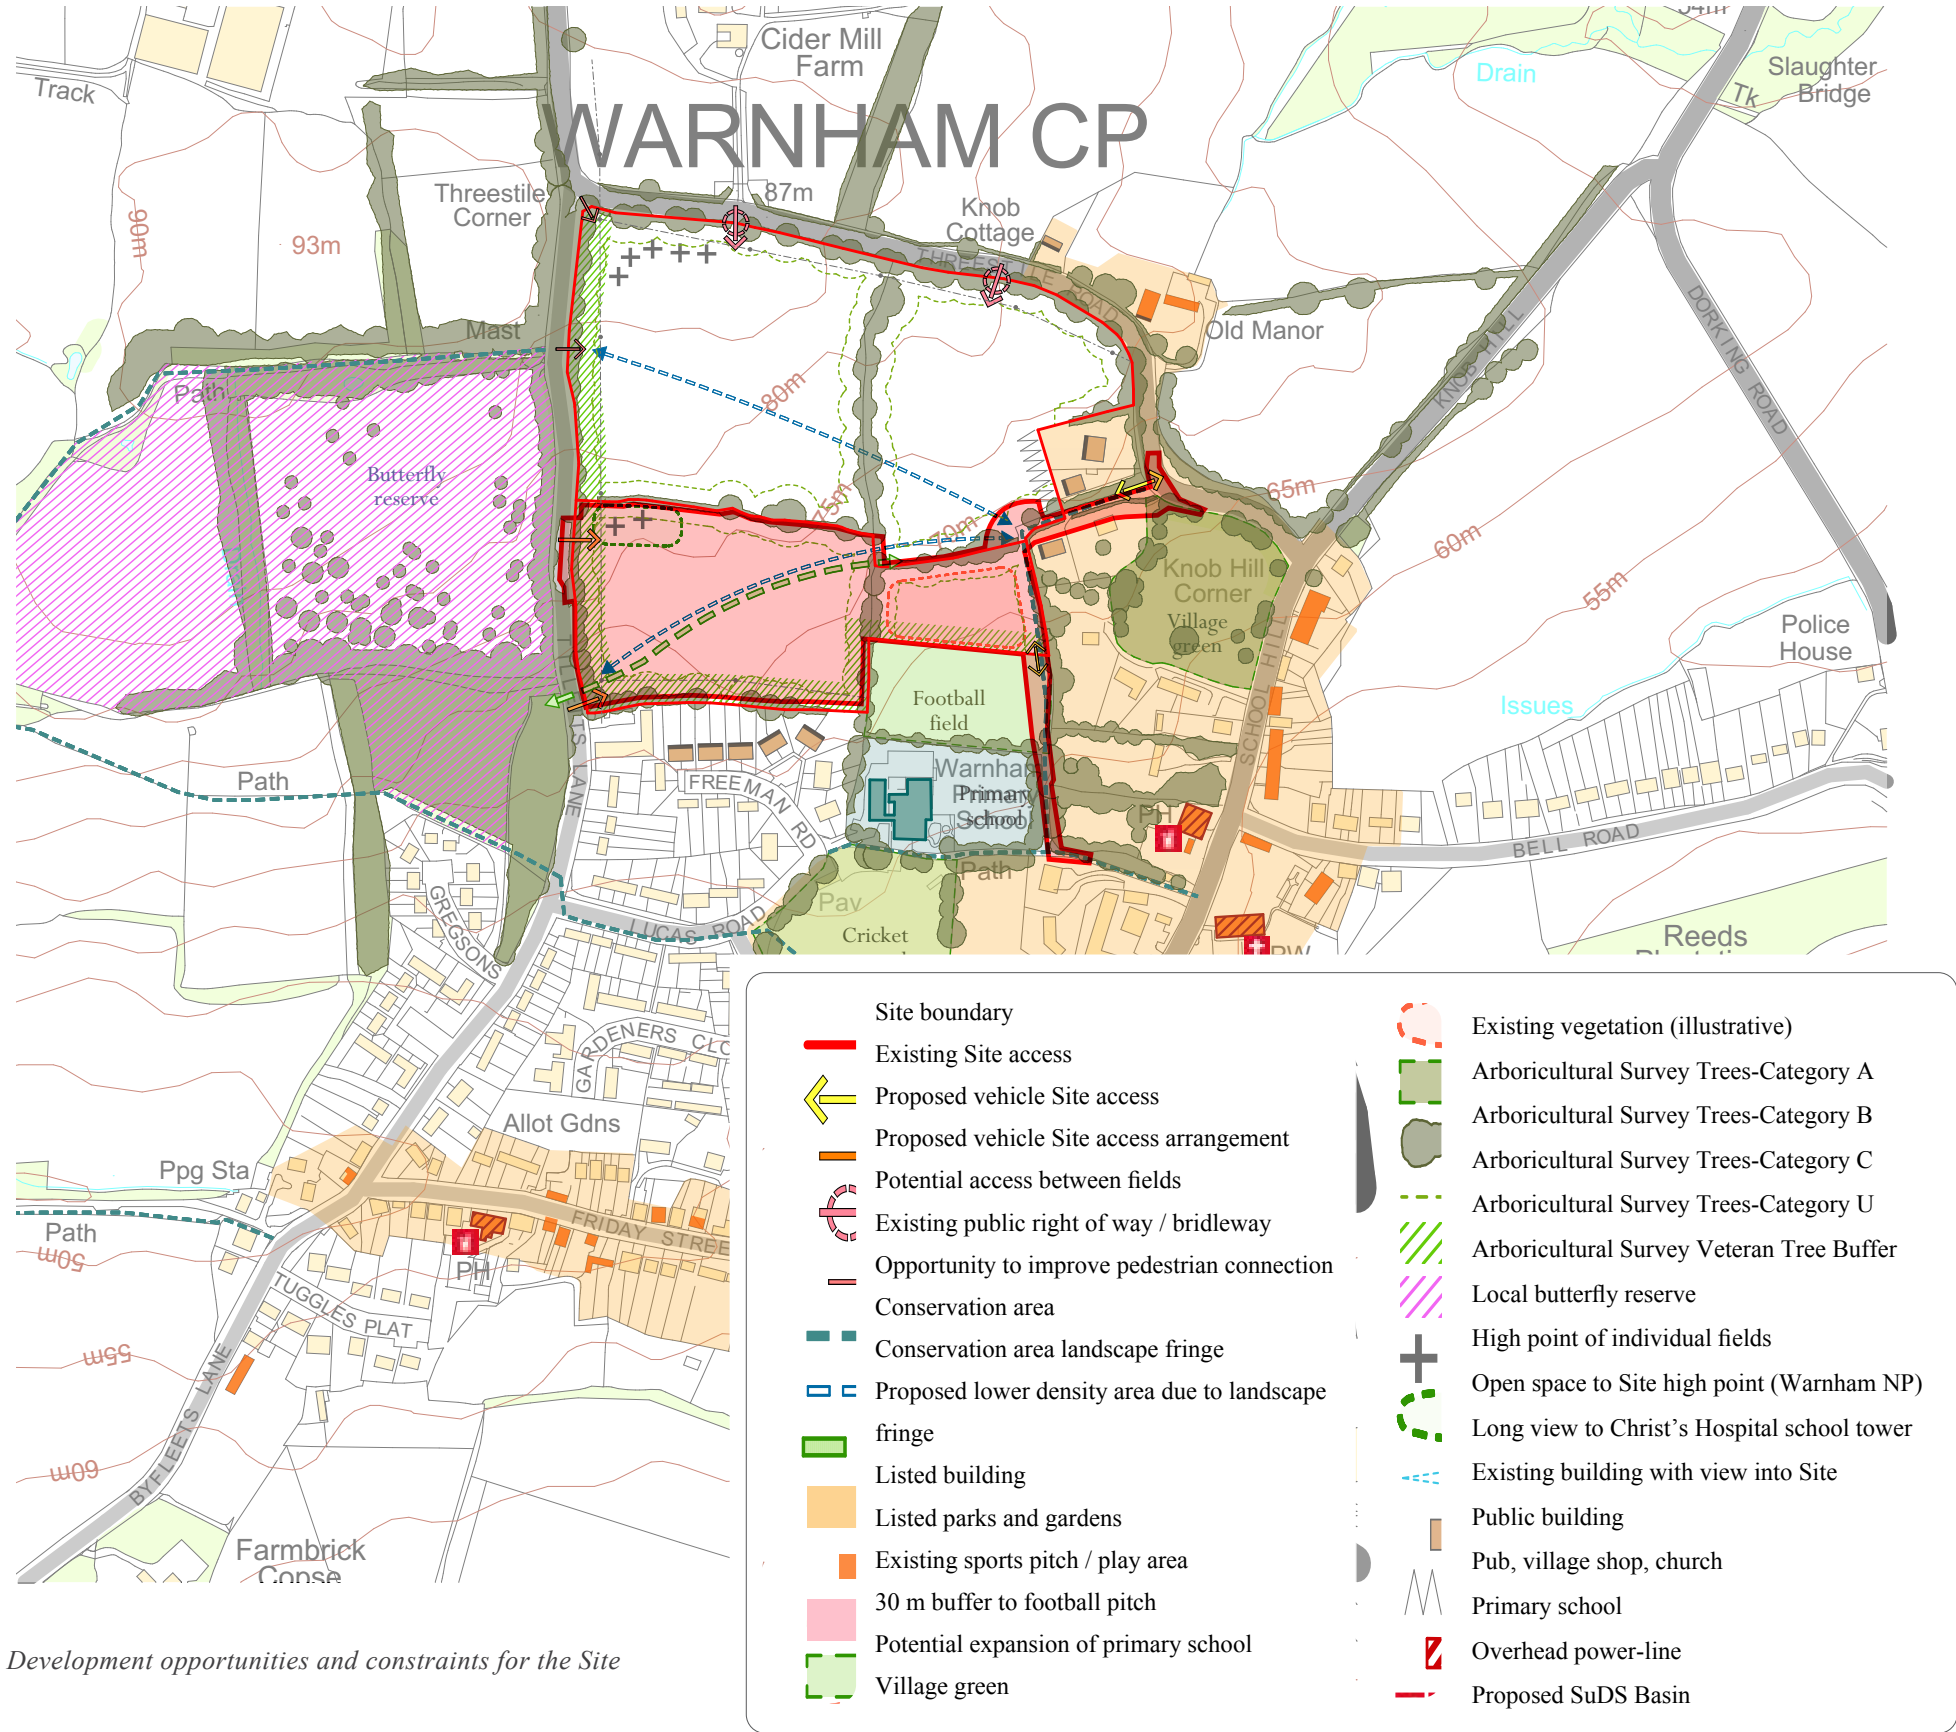 Cider Mill
Farm
34m
Drain
Slaughter
Bridge
Tk
Track
WARNHAM CP
Threestile
Corner
87m
Knob
Cottage
90m
93m
THREESTILE ROAD
Mast
Old Manor
KNOB HILL
DORKING ROAD
Path
80m
Butterfly
reserve
75m
70m
65m
60m
55m
Knob Hill
Corner
Village
green
Police
House
Football
field
Issues
SCHOOL HILL
Path
FREEMAN RD
Warnham
Primary
School
Primary
school
PH
BELL ROAD
Path
GREGSONS
Pav
LUCAS ROAD
Cricket
PW
Reeds
GARDENERS CLO
Allot Gdns
Ppg Sta
Path
50m
FRIDAY STREE
PH
TUGGLES PLAT
55m
BYFLEETS LANE
60m
Farmbrick
Copse
Development opportunities and constraints for the Site
Site boundary
Existing Site access
Proposed vehicle Site access
Proposed vehicle Site access arrangement
Potential access between fields
Existing public right of way / bridleway
Opportunity to improve pedestrian connection
Conservation area
Conservation area landscape fringe
Proposed lower density area due to landscape
fringe
Listed building
Listed parks and gardens
Existing sports pitch / play area
30 m buffer to football pitch
Potential expansion of primary school
Village green
Existing vegetation (illustrative)
Arboricultural Survey Trees-Category A
Arboricultural Survey Trees-Category B
Arboricultural Survey Trees-Category C
Arboricultural Survey Trees-Category U
Arboricultural Survey Veteran Tree Buffer
Local butterfly reserve
High point of individual fields
Open space to Site high point (Warnham NP)
Long view to Christ's Hospital school tower
Existing building with view into Site
Public building
Pub, village shop, church
Primary school
Overhead power-line
Proposed SuDS Basin